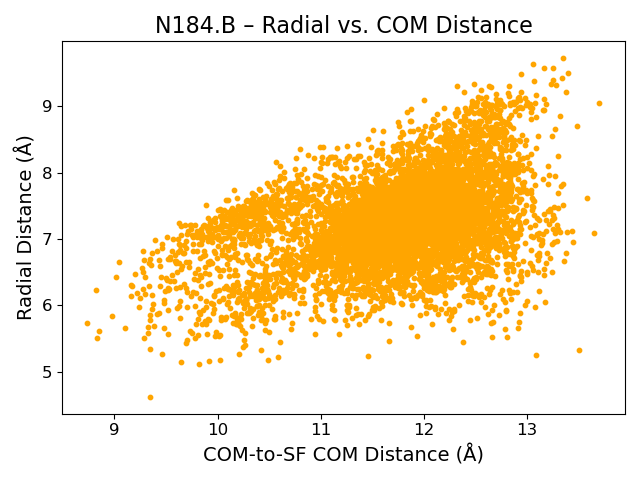 N184.B – Radial vs. COM Distance
Radial Distance (Å)
9
8
7
6
5
9 10 11 12 13
COM-to-SF COM Distance (Å)